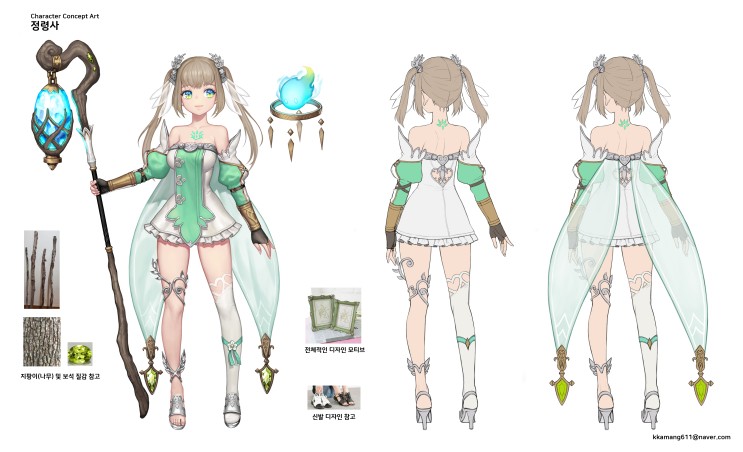 Character Concept Art
정령사
전체적인 디자인 모티브
지팡이(나무) 및 보석 질감 참고
신발 디자인 참고
kkamang611@naver.com